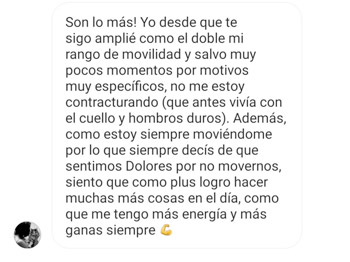 Son lo más! Yo desde que te
sigo amplié como el doble mi
rango de movilidad y salvo muy
pocos momentos por motivos
muy específicos, no me estoy
contracturando (que antes vivía con
el cuello y hombros duros). Además,
como estoy siempre moviéndome
por lo que siempre decís de que
sentimos Dolores por no movernos,
siento que como plus logro hacer
muchas más cosas en el día, como
que me tengo más energía y más
ganas siempre 💪